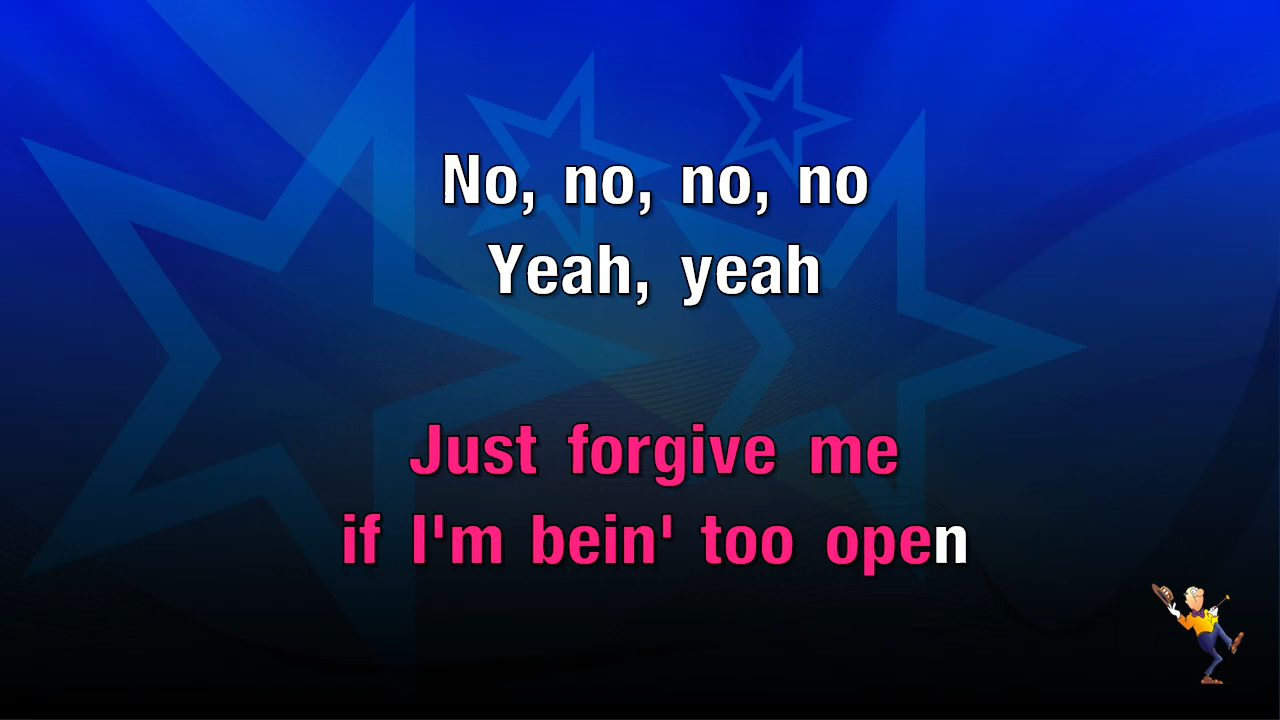 No, no, no, no
Yeah, yeah
Just forgive me
if I'm bein' too open